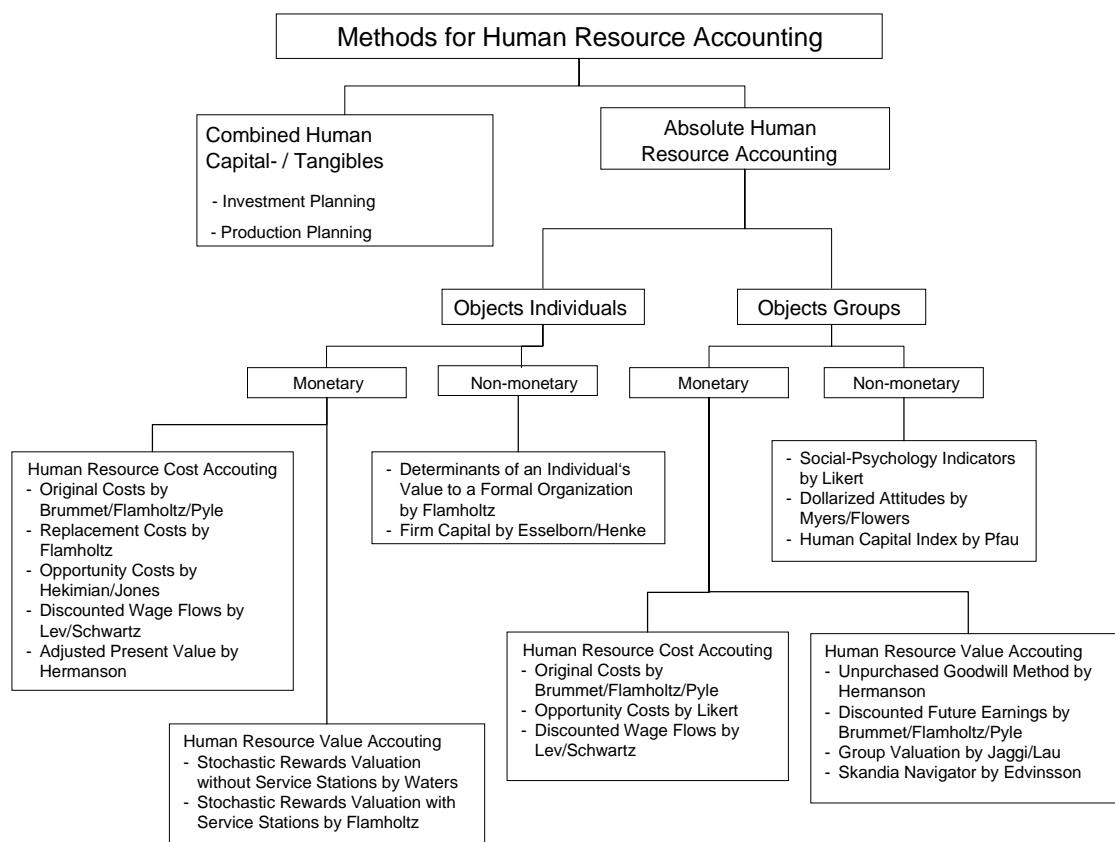 Methods for Human Resource Accounting
Combined Human
Capital- / Tangibles
- Investment Planning
- Production Planning
Absolute Human
Resource Accounting
Objects Individuals
Objects Groups
Monetary
Non-monetary
Monetary
Non-monetary
Human Resource Cost Accouting
- Original Costs by
Brummet/Flamholtz/Pyle
- Replacement Costs by
Flamholtz
- Opportunity Costs by
Hekimian/Jones
- Discounted Wage Flows by
Lev/Schwartz
- Adjusted Present Value by
Hermanson
- Determinants of an Individual‘s
Value to a Formal Organization
by Flamholtz
- Firm Capital by Esselborn/Henke
- Social-Psychology Indicators
by Likert
- Dollarized Attitudes by
Myers/Flowers
- Human Capital Index by Pfau
Human Resource Value Accouting
- Stochastic Rewards Valuation
without Service Stations by Waters
- Stochastic Rewards Valuation with
Service Stations by Flamholtz
Human Resource Cost Accouting
- Original Costs by
Brummet/Flamholtz/Pyle
- Opportunity Costs by Likert
- Discounted Wage Flows by
Lev/Schwartz
Human Resource Value Accouting
- Unpurchased Goodwill Method by
Hermanson
- Discounted Future Earnings by
Brummet/Flamholtz/Pyle
- Group Valuation by Jaggi/Lau
- Skandia Navigator by Edvinsson